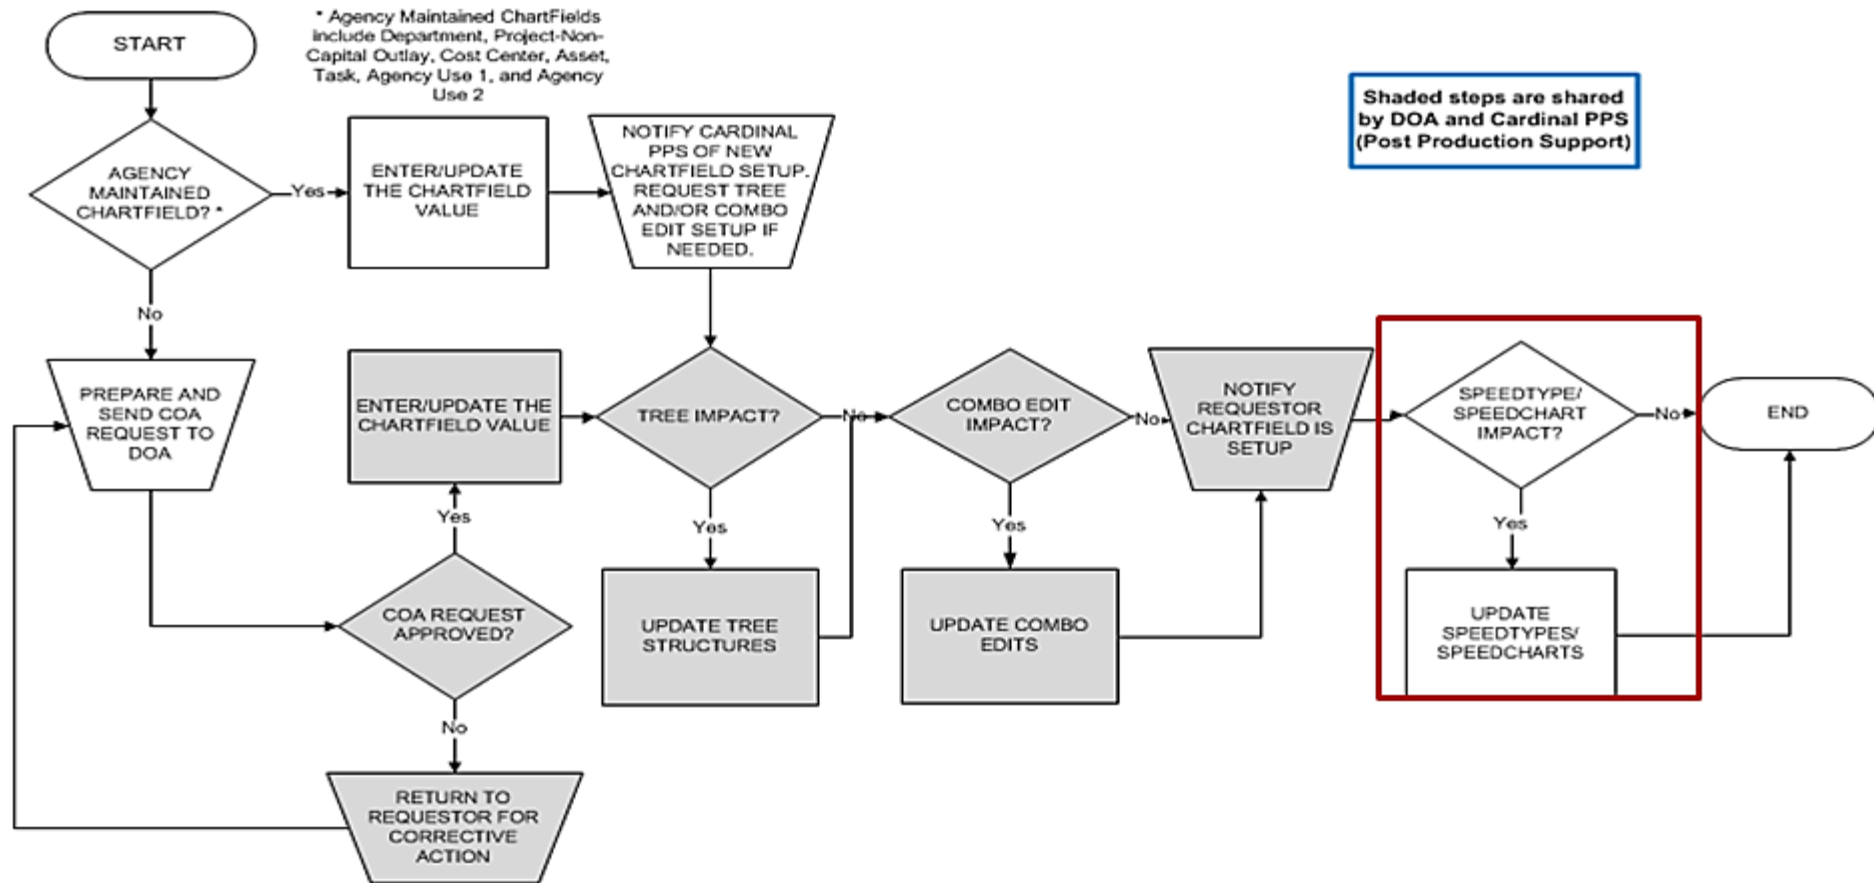 START
* Agency Maintained ChartFields
include Department, Project-Non-
Capital Outlay, Cost Center, Asset,
Task, Agency Use 1, and Agency
Use 2
Shaded steps are shared
by DOA and Cardinal PPS
(Post Production Support)
AGENCY
MAINTAINED
CHARTFIELD? *
Yes
ENTER/UPDATE
THE CHARTFIELD
VALUE
NOTIFY CARDINAL
PPS OF NEW
CHARTFIELD SETUP.
REQUEST TREE
AND/OR COMBO
EDIT SETUP IF
NEEDED.
No
PREPARE AND
SEND COA
REQUEST TO
DOA
ENTER/UPDATE THE
CHARTFIELD VALUE
TREE IMPACT?
No
COMBO EDIT
IMPACT?
No
NOTIFY
REQUESTOR
CHARTFIELD IS
SETUP
SPEEDTYPE/
SPEEDCHART
IMPACT?
No
END
Yes
Yes
Yes
Yes
COA REQUEST
APPROVED?
UPDATE TREE
STRUCTURES
UPDATE COMBO
EDITS
UPDATE
SPEEDTYPES/
SPEEDCHARTS
No
RETURN TO
REQUESTOR FOR
CORRECTIVE
ACTION